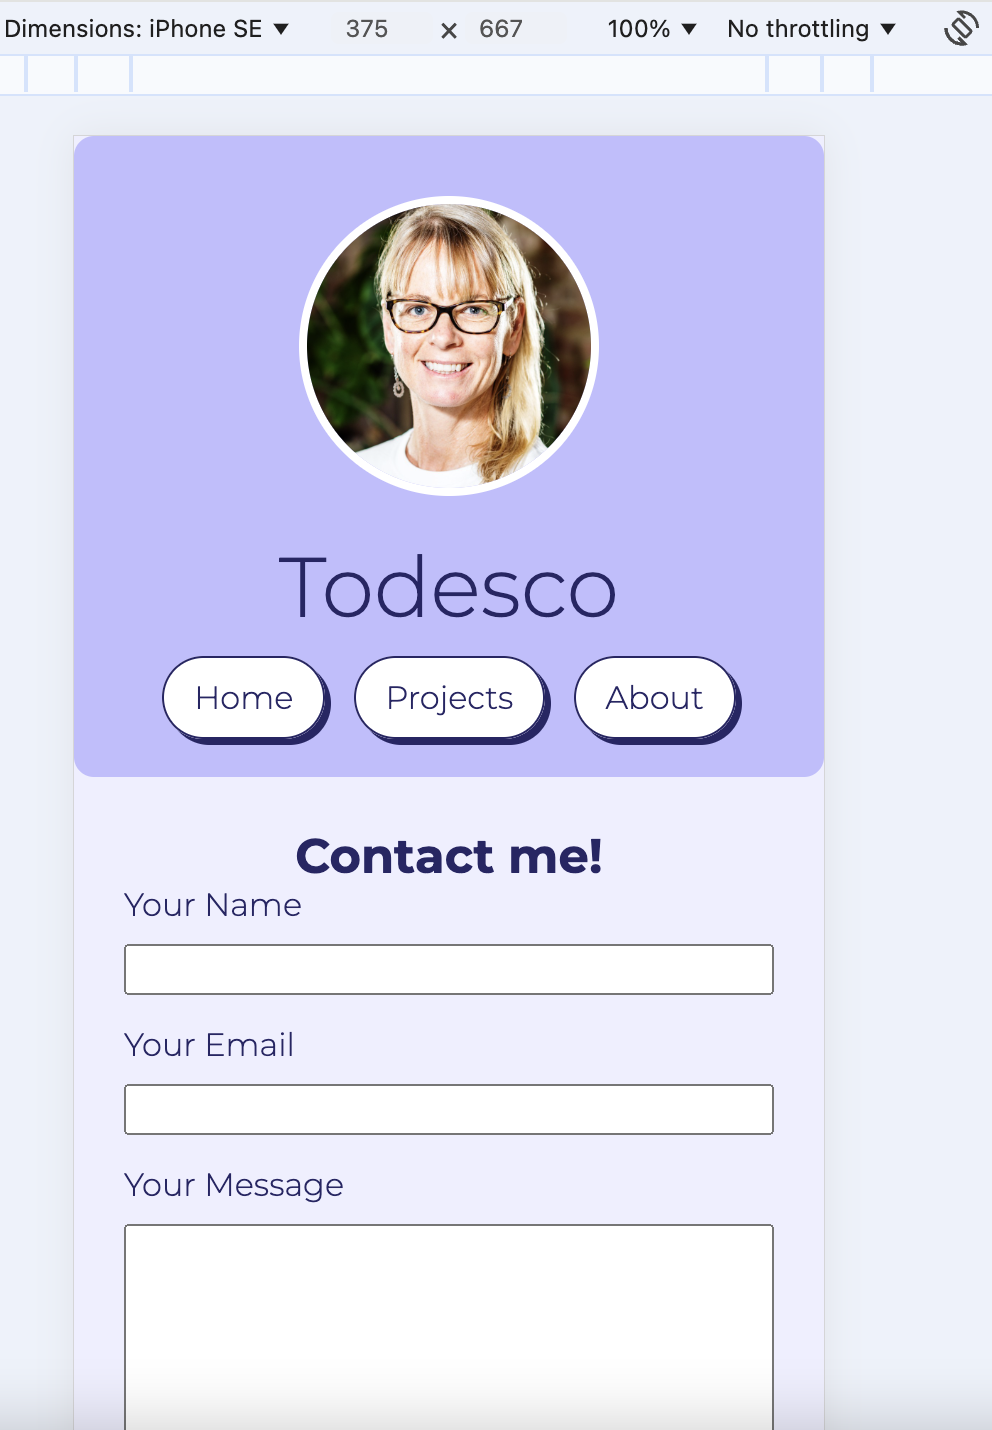 Dimensions: iPhone SE ▼ 375 × 667 100% ▼ No throttling ▼
Todesco
Home Projects About
Contact me!
Your Name
Your Email
Your Message